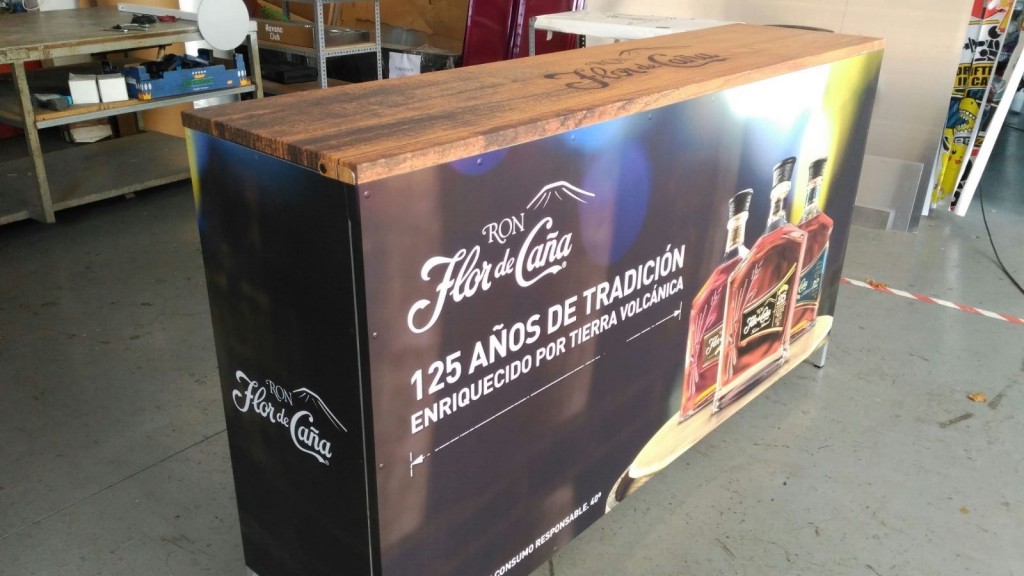 Flor de Caña
RON
Flor de Caña
125 AÑOS DE TRADICIÓN
ENRIQUECIDO POR TIERRA VOLCÁNICA
CONSUMO RESPONSABLE. 40º
RON
Flor de Caña